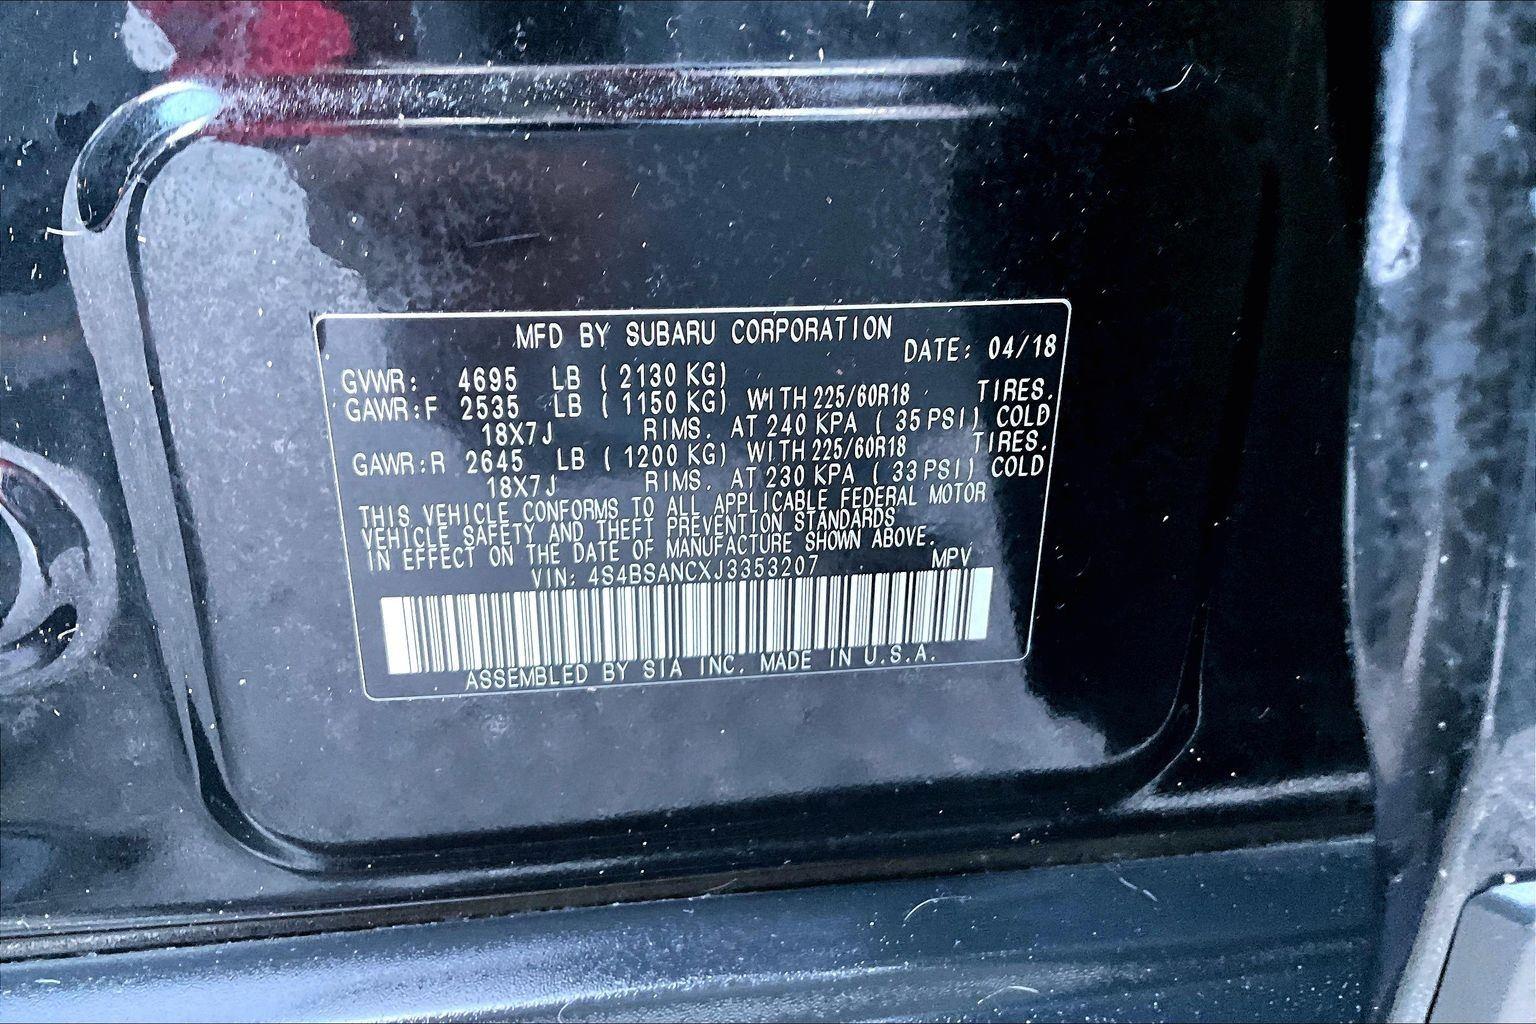 MFD BY SUBARU CORPORATION
DATE: 04/18
GVWR: 4695 LB ( 2130 KG)
GAWR:F 2535 LB ( 1150 KG) WITH 225/60R18 TIRES.
18X7J RIMS. AT 240 KPA ( 35 PSI) COLD
GAWR:R 2645 LB ( 1200 KG) WITH 225/60R18 TIRES.
18X7J RIMS. AT 230 KPA ( 33 PSI) COLD
THIS VEHICLE CONFORMS TO ALL APPLICABLE FEDERAL MOTOR
VEHICLE SAFETY AND THEFT PREVENTION STANDARDS
IN EFFECT ON THE DATE OF MANUFACTURE SHOWN ABOVE.
VIN: 4S4BSANCXJ3353207 MPV
ASSEMBLED BY SIA INC. MADE IN U.S.A.